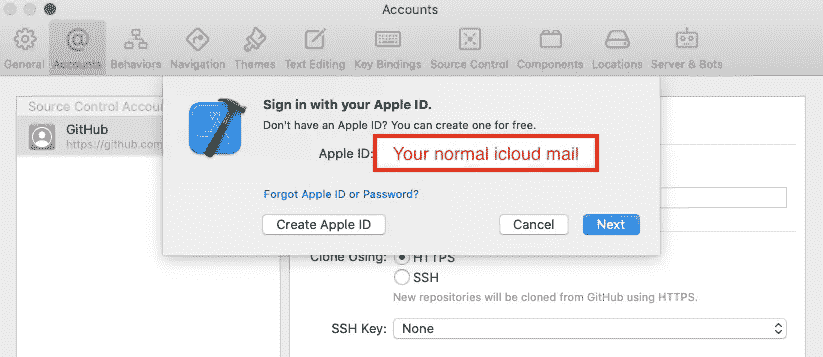 Accounts
General Accounts Behaviors Navigation Themes Text Editing Key Bindings Source Control Components Locations Server & Bots
Source Control Accou
GitHub
https://github.com
Sign in with your Apple ID.
Don't have an Apple ID? You can create one for free.
Apple ID: Your normal icloud mail
Forgot Apple ID or Password?
Create Apple ID Cancel Next
Clone Using: HTTPS
SSH
New repositories will be cloned from GitHub using HTTPS.
SSH Key: None